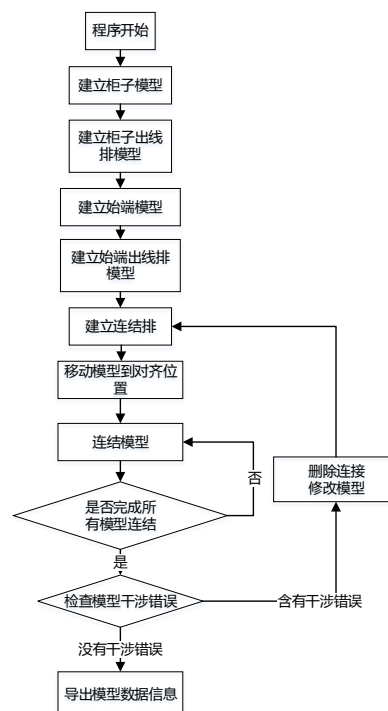 程序开始
建立柜子模型
建立柜子出线
排模型
建立始端模型
建立始端出线排
模型
建立连结排
移动模型到对齐位
置
连结模型
否
删除连接
修改模型
是否完成所
有模型连结
是
检查模型干涉错误
含有干涉错误
没有干涉错误
导出模型数据信息